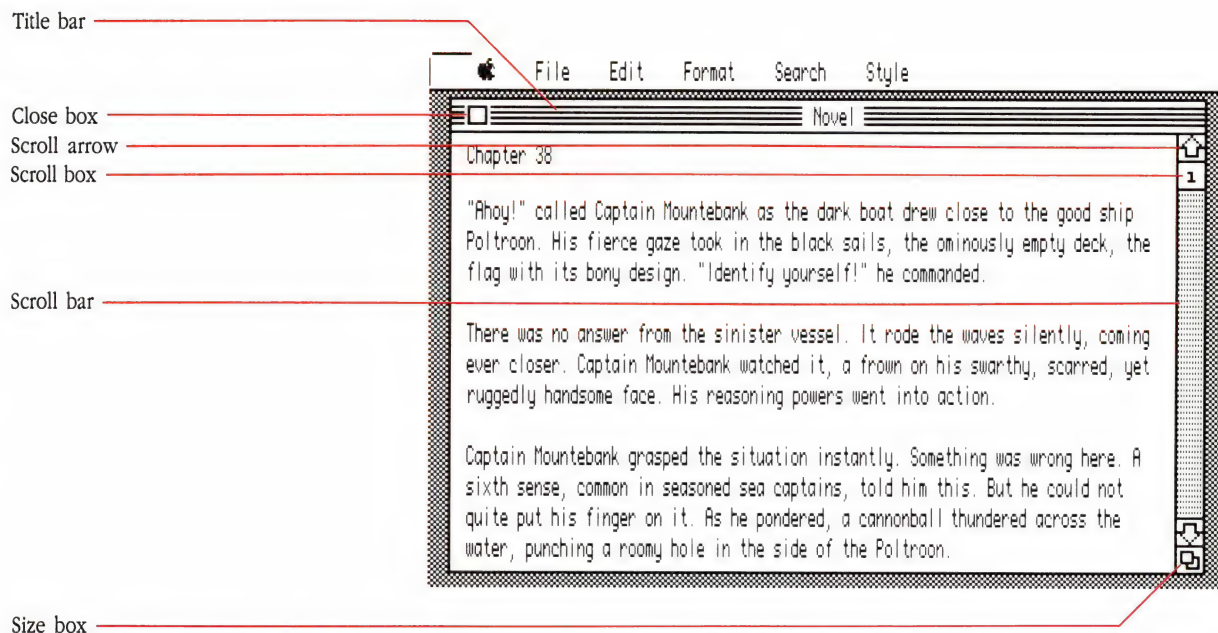 Title bar
File Edit Format Search Style
Close box
Novel
Scroll arrow
Chapter 38
Scroll box
1
"Ahoy!" called Captain Mountebank as the dark boat drew close to the good ship
Poltroon. His fierce gaze took in the black sails, the ominously empty deck, the
flag with its bony design. "Identify yourself!" he commanded.
Scroll bar
There was no answer from the sinister vessel. It rode the waves silently, coming
ever closer. Captain Mountebank watched it, a frown on his swarthy, scarred, yet
ruggedly handsome face. His reasoning powers went into action.
Captain Mountebank grasped the situation instantly. Something was wrong here. A
sixth sense, common in seasoned sea captains, told him this. But he could not
quite put his finger on it. As he pondered, a cannonball thundered across the
water, punching a roomy hole in the side of the Poltroon.
Size box